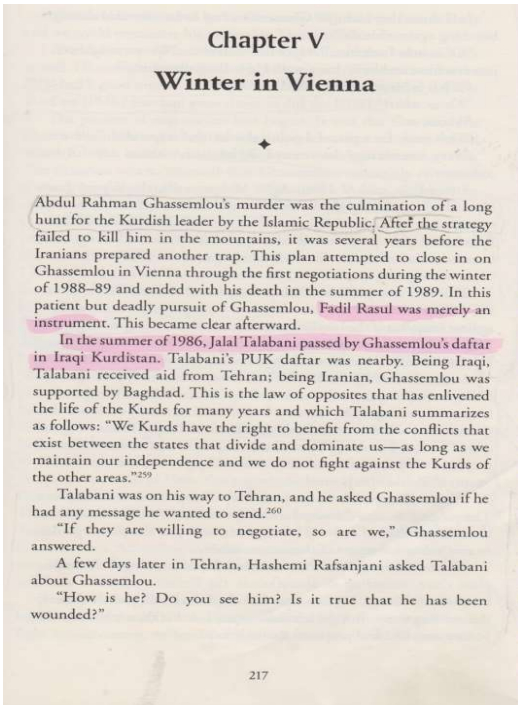 Chapter V
Winter in Vienna
Abdul Rahman Ghassemlou's murder was the culmination of a long
hunt for the Kurdish leader by the Islamic Republic. After the strategy
failed to kill him in the mountains, it was several years before the
Iranians prepared another trap. This plan attempted to close in on
Ghassemlou in Vienna through the first negotiations during the winter
of 1988–89 and ended with his death in the summer of 1989. In this
patient but deadly pursuit of Ghassemlou, Fadil Rasul was merely an
instrument. This became clear afterward.
In the summer of 1986, Jalal Talabani passed by Ghassemlou's daftar
in Iraqi Kurdistan. Talabani's PUK daftar was nearby. Being Iraqi,
Talabani received aid from Tehran; being Iranian, Ghassemlou was
supported by Baghdad. This is the law of opposites that has enlivened
the life of the Kurds for many years and which Talabani summarizes
as follows: "We Kurds have the right to benefit from the conflicts that
exist between the states that divide and dominate us—as long as we
maintain our independence and we do not fight against the Kurds of
the other areas."259
Talabani was on his way to Tehran, and he asked Ghassemlou if he
had any message he wanted to send.260
"If they are willing to negotiate, so are we," Ghassemlou
answered.
A few days later in Tehran, Hashemi Rafsanjani asked Talabani
about Ghassemlou.
"How is he? Do you see him? Is it true that he has been
wounded?"
217